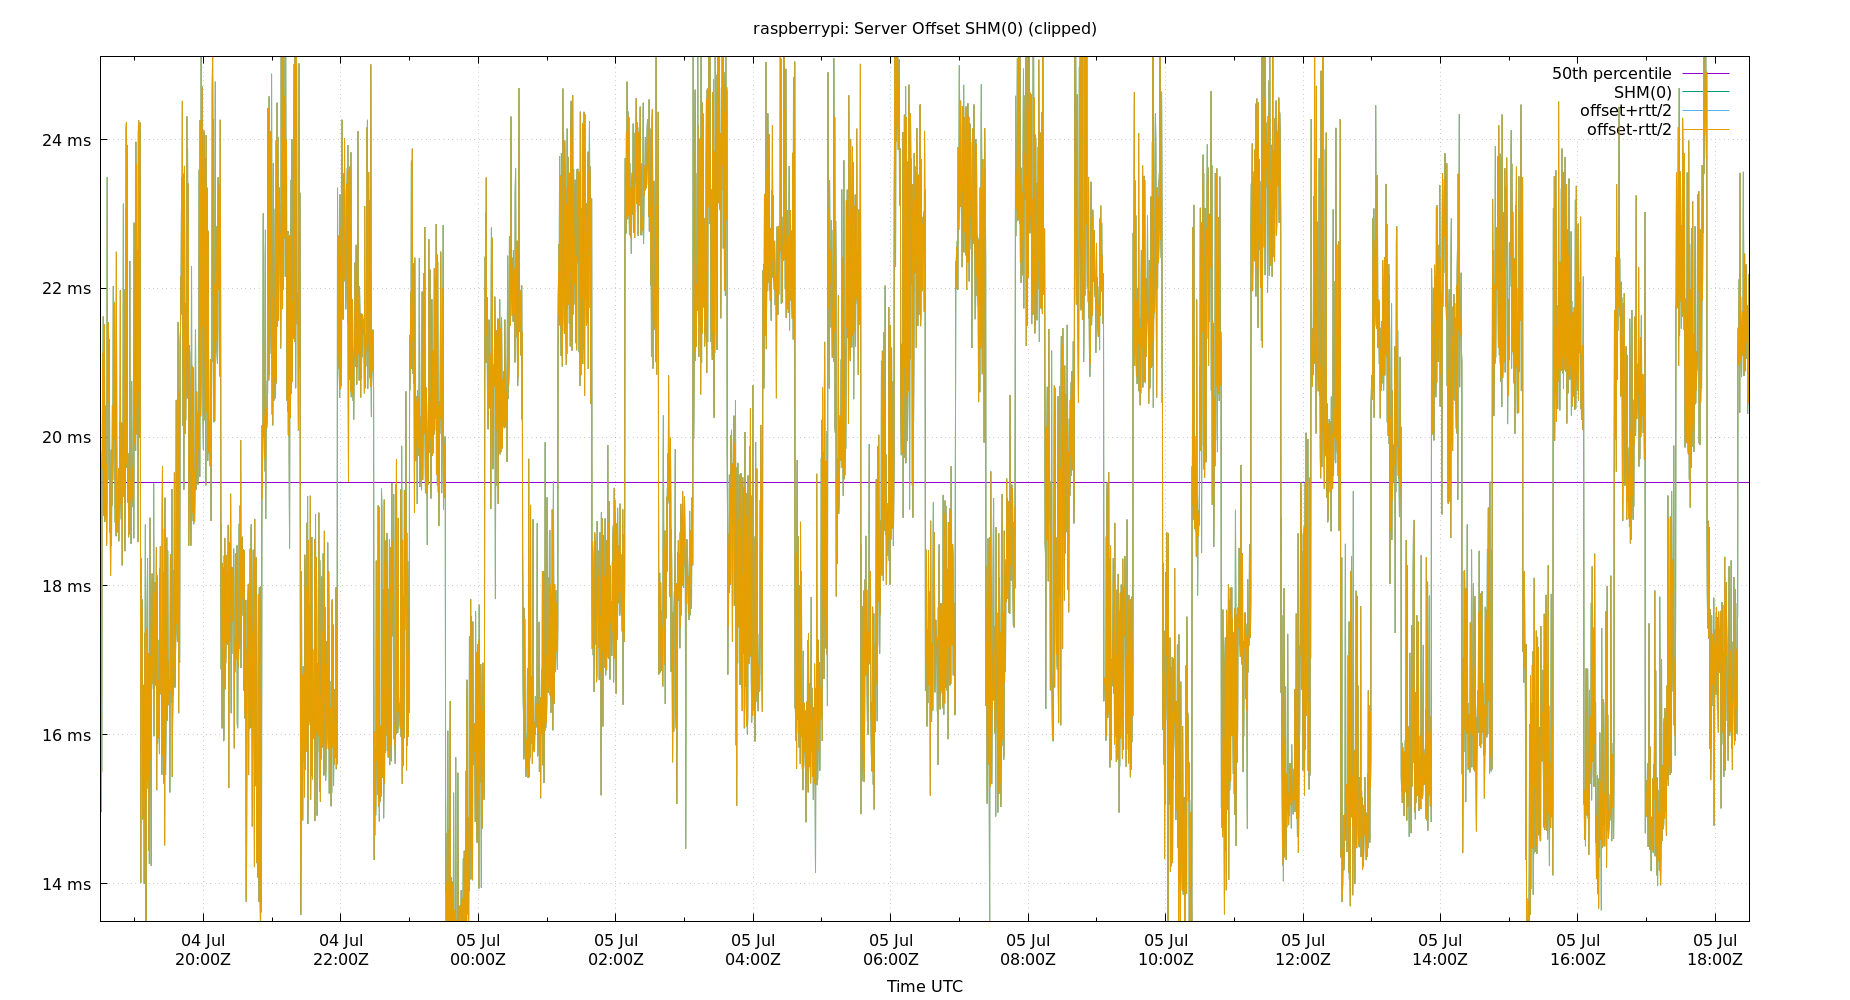 raspberrypi: Server Offset SHM(0) (clipped)
50th percentile
SHM(0)
offset+rtt/2
offset-rtt/2
24 ms
22 ms
20 ms
18 ms
16 ms
14 ms
04 Jul 04 Jul 05 Jul 05 Jul 05 Jul 05 Jul 05 Jul 05 Jul 05 Jul 05 Jul 05 Jul 05 Jul
20:00Z 22:00Z 00:00Z 02:00Z 04:00Z 06:00Z 08:00Z 10:00Z 12:00Z 14:00Z 16:00Z 18:00Z
Time UTC